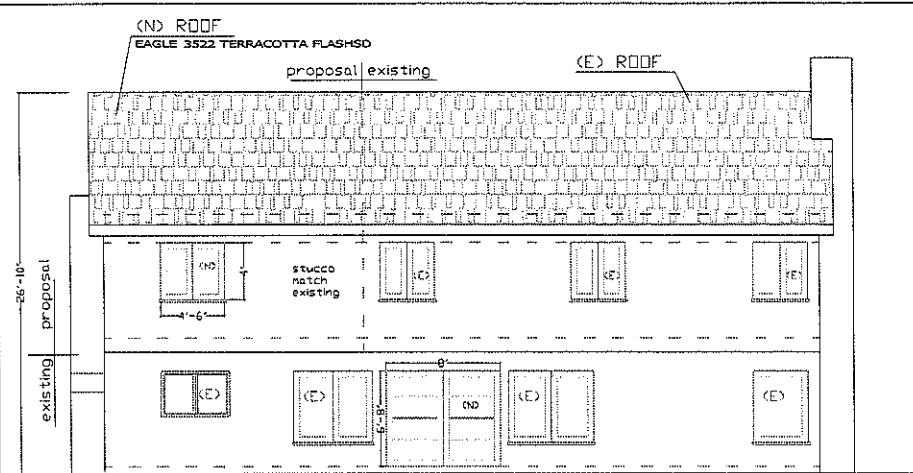 (N) ROOF
EAGLE 3522 TERRACOTTA FLASHSD
proposal existing
(E) ROOF
26'-10"
proposal
existing
(N)
4'
4'-6"
stucco
match
existing
(E)
(E)
(E)
(E)
(E)
8'
6'-8"
(N)
(E)
(E)